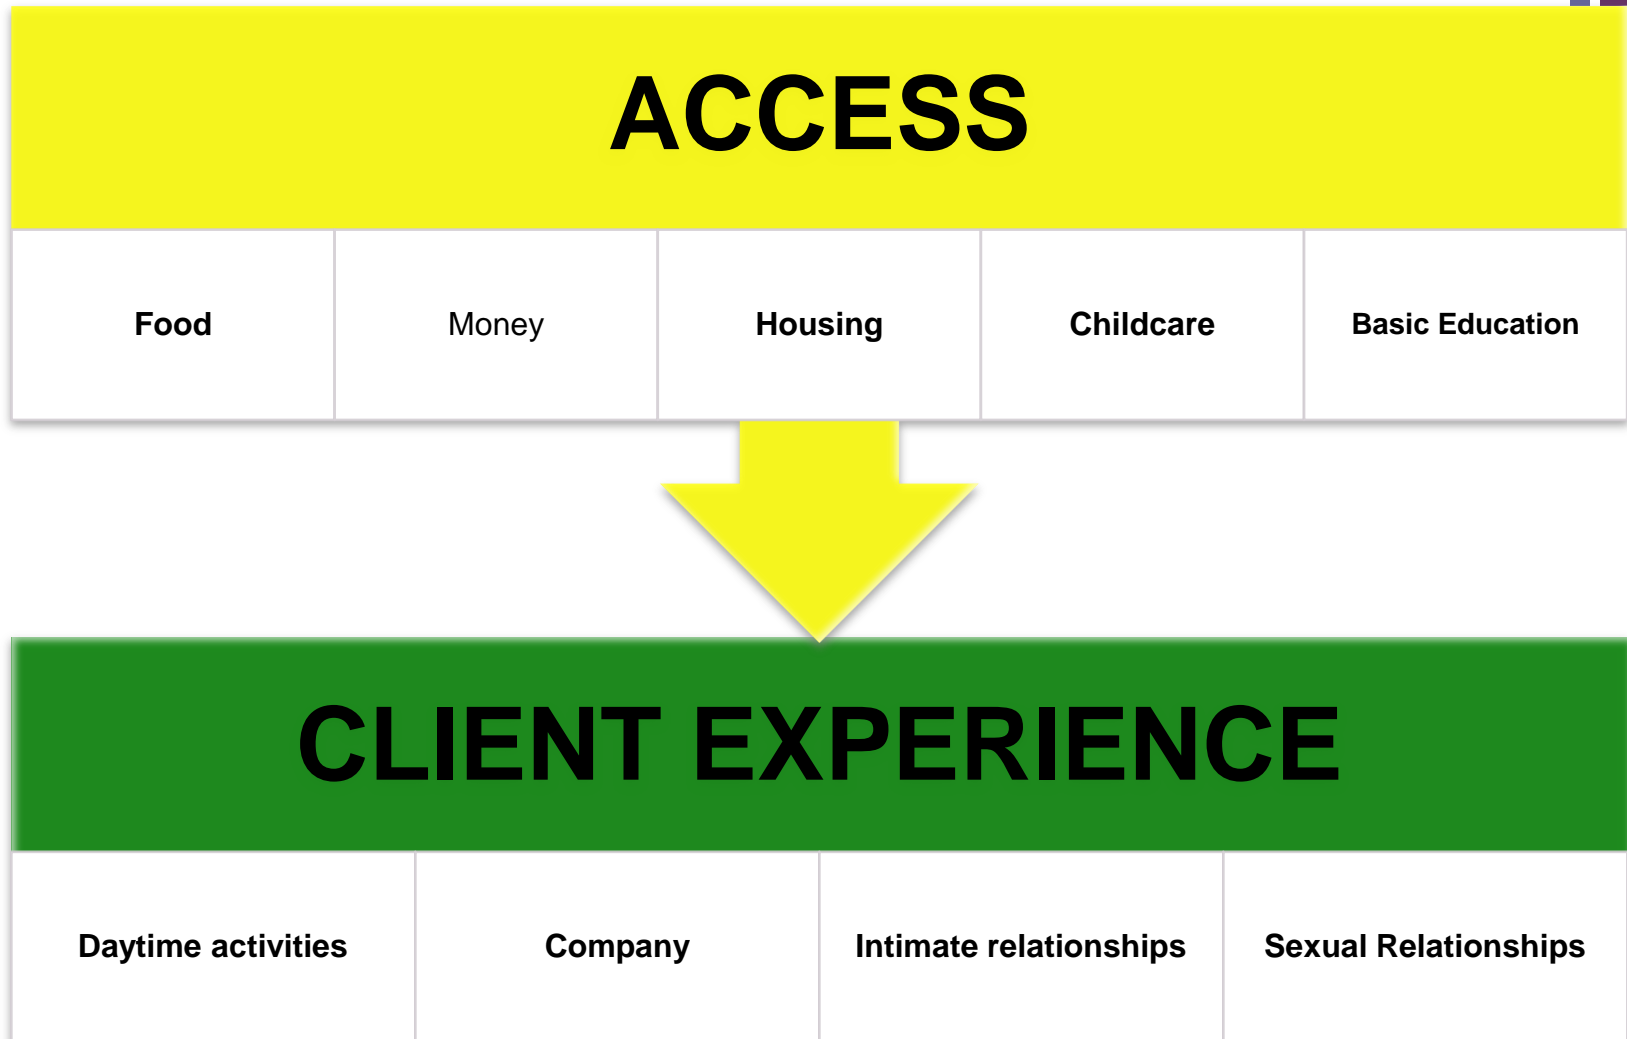 ACCESS
Food Money Housing Childcare Basic Education
CLIENT EXPERIENCE
Daytime activities Company Intimate relationships Sexual Relationships